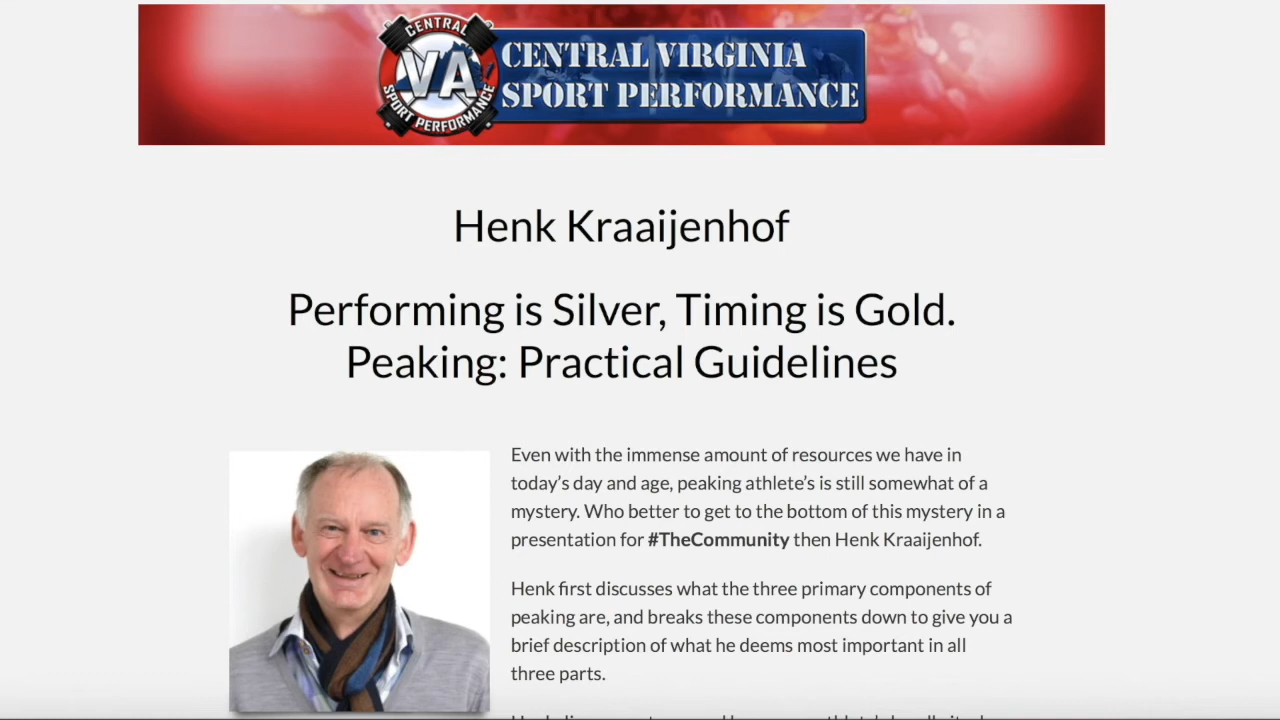 CENTRAL
VA
SPORT PERFORMANCE
CENTRAL VIRGINIA
SPORT PERFORMANCE
Henk Kraaijenhof
Performing is Silver, Timing is Gold.
Peaking: Practical Guidelines
Even with the immense amount of resources we have in
today's day and age, peaking athlete's is still somewhat of a
mystery. Who better to get to the bottom of this mystery in a
presentation for #TheCommunity then Henk Kraaijenhof.
Henk first discusses what the three primary components of
peaking are, and breaks these components down to give you a
brief description of what he deems most important in all
three parts.